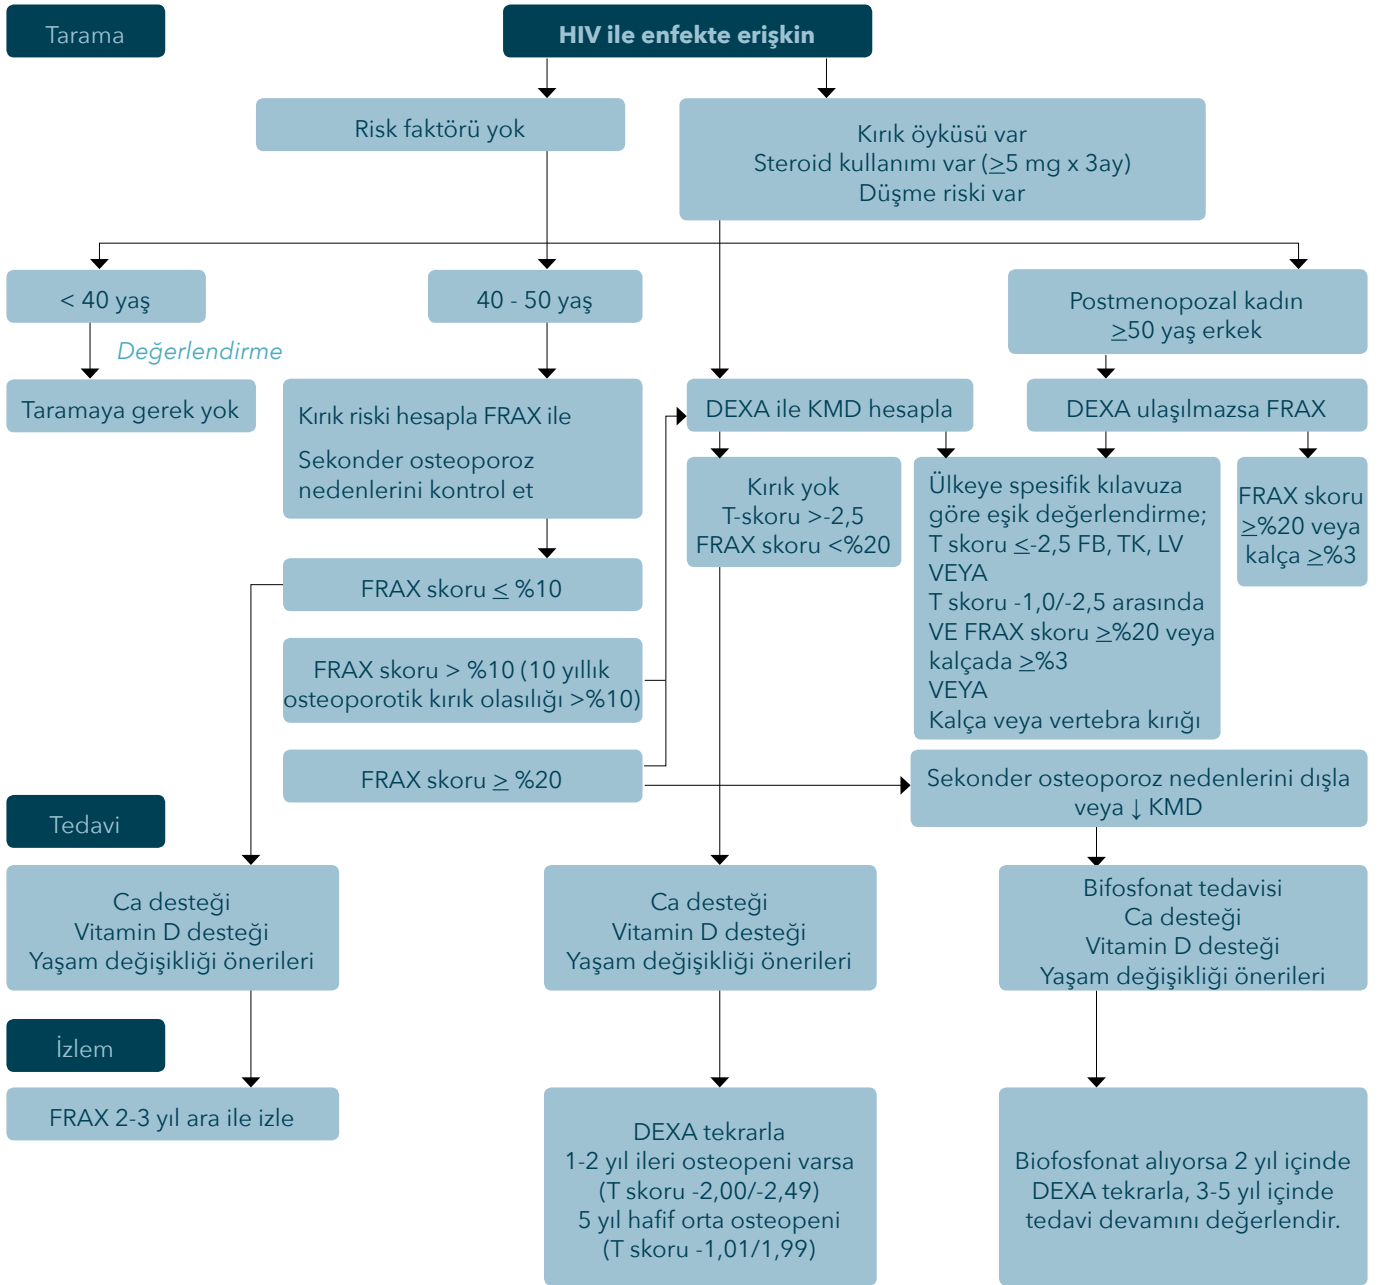 Tarama
HIV ile enfekte erişkin
Risk faktörü yok
Kırık öyküsü var
Steroid kullanımı var (≥5 mg x 3ay)
Düşme riski var
< 40 yaş
40 - 50 yaş
Postmenopozal kadın
≥50 yaş erkek
Değerlendirme
Taramaya gerek yok
Kırık riski hesapla FRAX ile
Sekonder osteoporoz
nedenlerini kontrol et
DEXA ile KMD hesapla
DEXA ulaşılmazsa FRAX
Kırık yok
T-skoru >-2,5
FRAX skoru <%20
Ülkeye spesifik kılavuza
göre eşik değerlendirme;
T skoru ≤-2,5 FB, TK, LV
VEYA
T skoru -1,0/-2,5 arasında
VE FRAX skoru ≥%20 veya
kalçada ≥%3
VEYA
Kalça veya vertebra kırığı
FRAX skoru
≥%20 veya
kalça ≥%3
FRAX skoru ≤ %10
FRAX skoru > %10 (10 yıllık
osteoporotik kırık olasılığı >%10)
FRAX skoru ≥ %20
Sekonder osteoporoz nedenlerini dışla
veya ↓ KMD
Tedavi
Ca desteği
Vitamin D desteği
Yaşam değişikliği önerileri
Ca desteği
Vitamin D desteği
Yaşam değişikliği önerileri
Bifosfonat tedavisi
Ca desteği
Vitamin D desteği
Yaşam değişikliği önerileri
İzlem
FRAX 2-3 yıl ara ile izle
DEXA tekrarla
1-2 yıl ileri osteopeni varsa
(T skoru -2,00/-2,49)
5 yıl hafif orta osteopeni
(T skoru -1,01/1,99)
Biofosfonat alıyorsa 2 yıl içinde
DEXA tekrarla, 3-5 yıl içinde
tedavi devamını değerlendir.